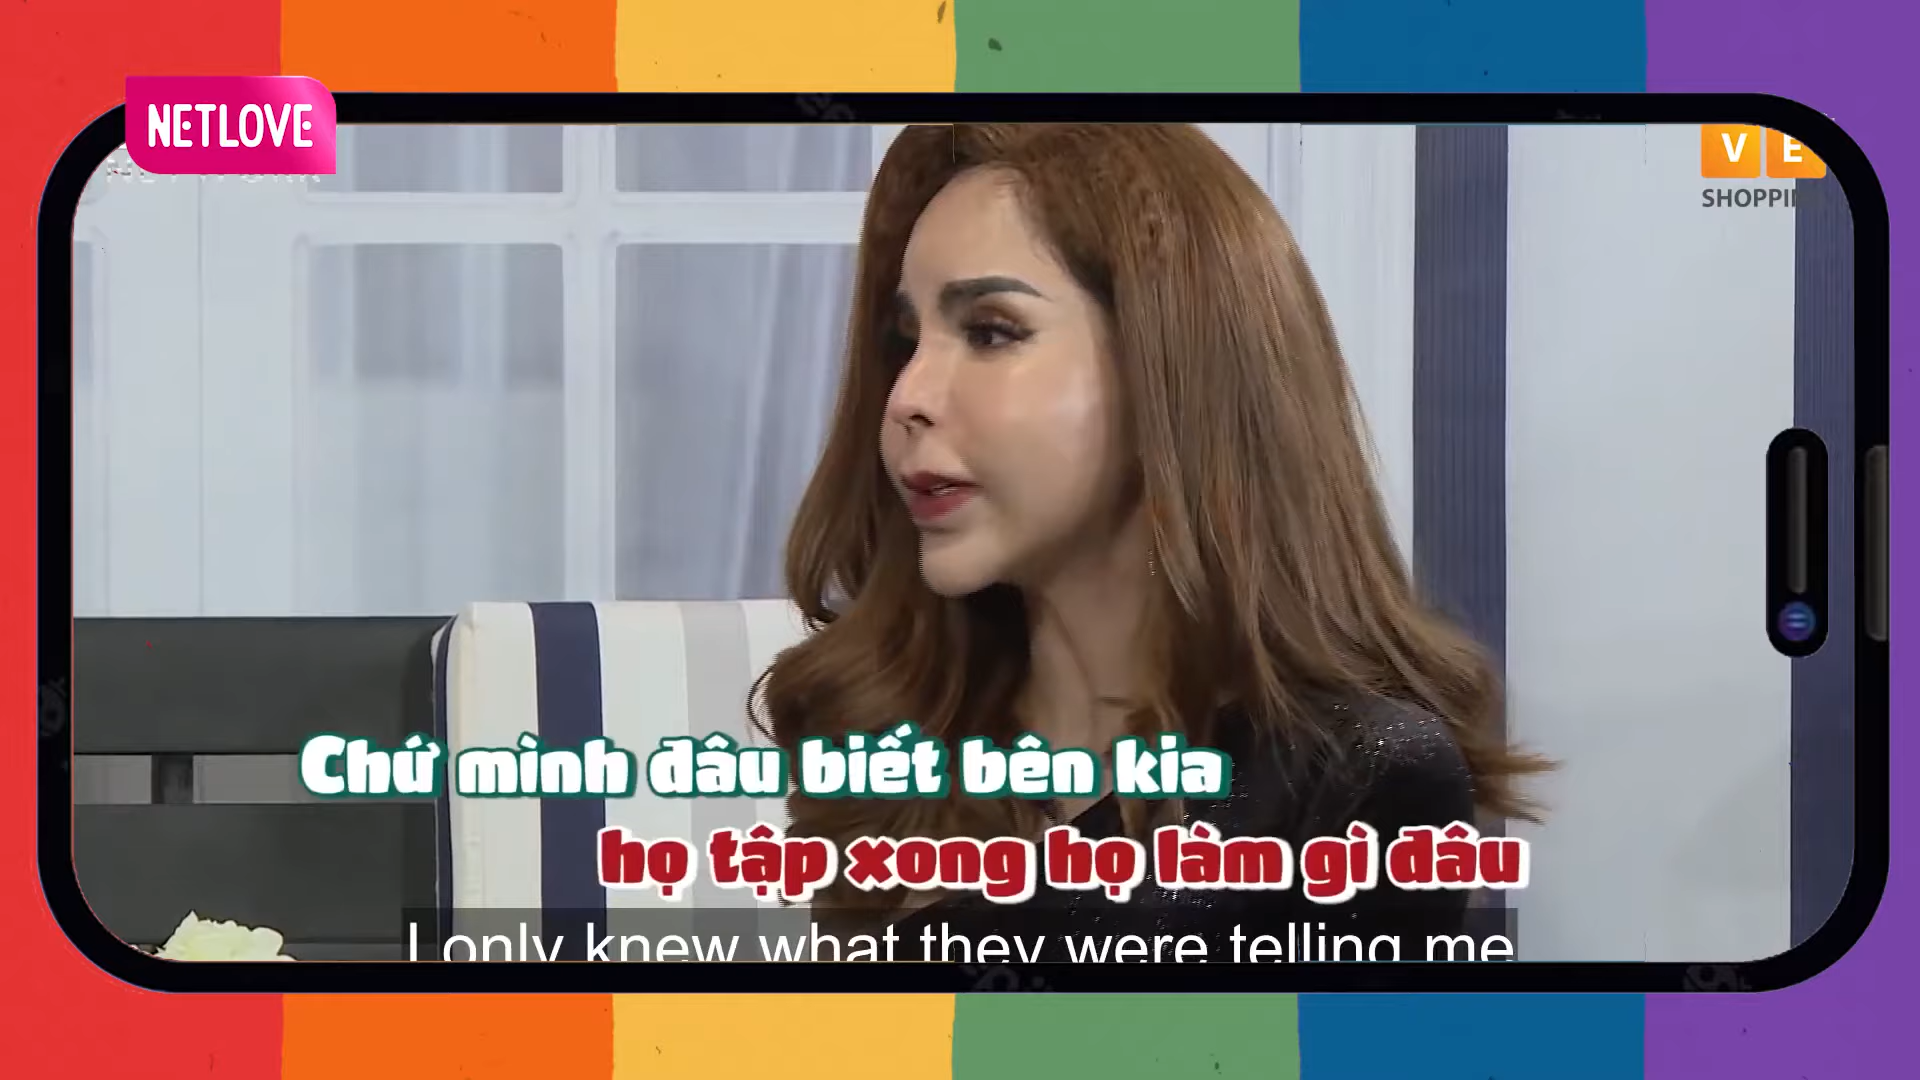 NETLOVE
V E
SHOPPI
Chứ mình đâu biết bên kia
họ tập xong họ làm gì đâu
I only knew what they were telling me